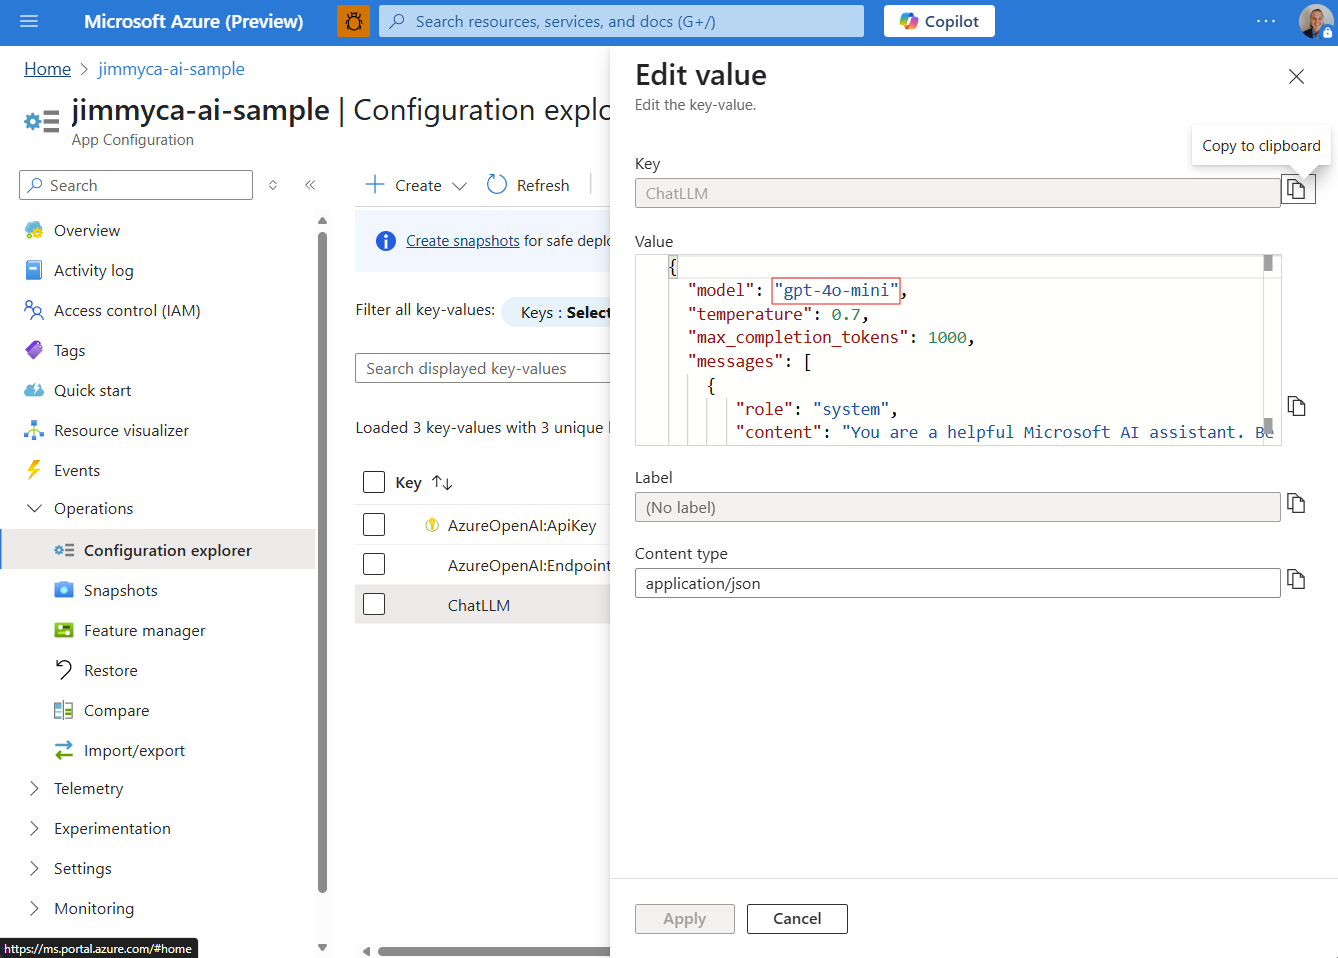 Microsoft Azure (Preview)
Search resources, services, and docs (G+/)
Copilot
Home > jimmyca-ai-sample
jimmyca-ai-sample | Configuration explo
App Configuration
Search
Overview
Activity log
Access control (IAM)
Tags
Quick start
Resource visualizer
Events
Operations
Configuration explorer
Snapshots
Feature manager
Restore
Compare
Import/export
Telemetry
Experimentation
Settings
Monitoring
https://ms.portal.azure.com/#home
Create
Refresh
Create snapshots for safe deplo
Filter all key-values:
Keys : Select
Search displayed key-values
Loaded 3 key-values with 3 unique
Key
AzureOpenAI:ApiKey
AzureOpenAI:Endpoint
ChatLLM
Edit value
Edit the key-value.
Copy to clipboard
Key
ChatLLM
Value
{
"model": "gpt-4o-mini",
"temperature": 0.7,
"max_completion_tokens": 1000,
"messages": [
{
"role": "system",
"content": "You are a helpful Microsoft AI assistant. Be
Label
(No label)
Content type
application/json
Apply
Cancel